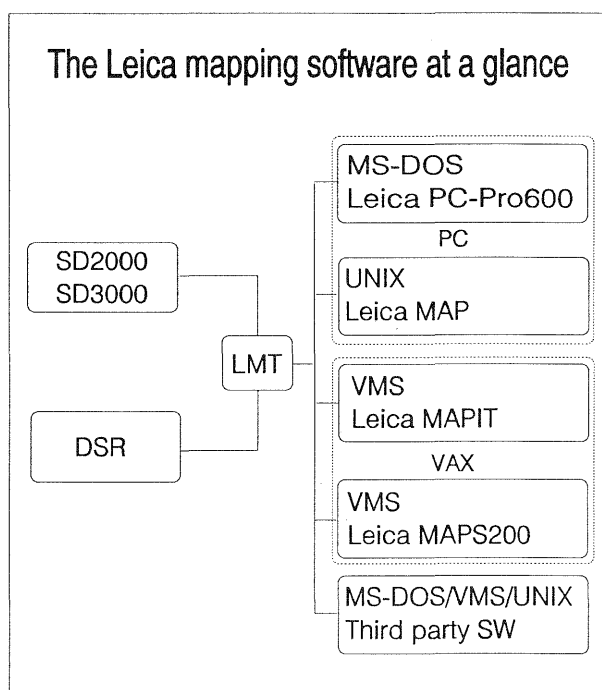 The Leica mapping software at a glance
SD2000
SD3000
DSR
LMT
MS-DOS
Leica PC-Pro600
PC
UNIX
Leica MAP
VMS
Leica MAPIT
VAX
VMS
Leica MAPS200
MS-DOS/VMS/UNIX
Third party SW